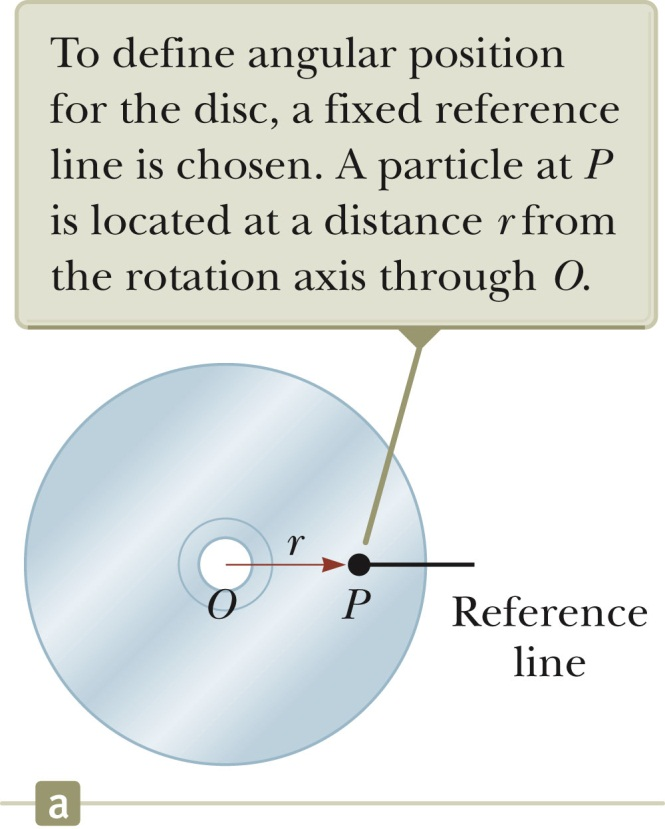 To define angular position
for the disc, a fixed reference
line is chosen. A particle at P
is located at a distance r from
the rotation axis through O.
r
O
P
Reference
line
a